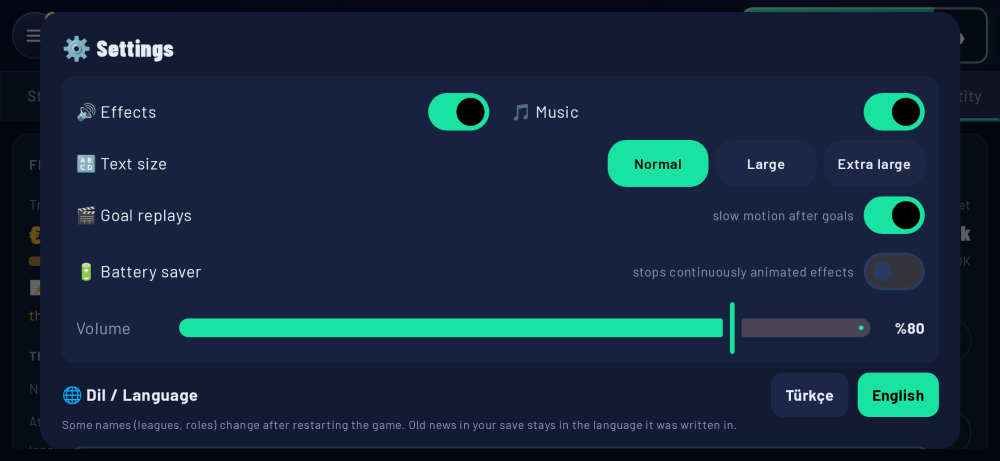 Settings
Effects
Music
Text size
Normal
Large
Extra large
Goal replays
slow motion after goals
Battery saver
stops continuously animated effects
Volume
%80
Dil / Language
Türkçe
English
Some names (leagues, roles) change after restarting the game. Old news in your save stays in the language it was written in.